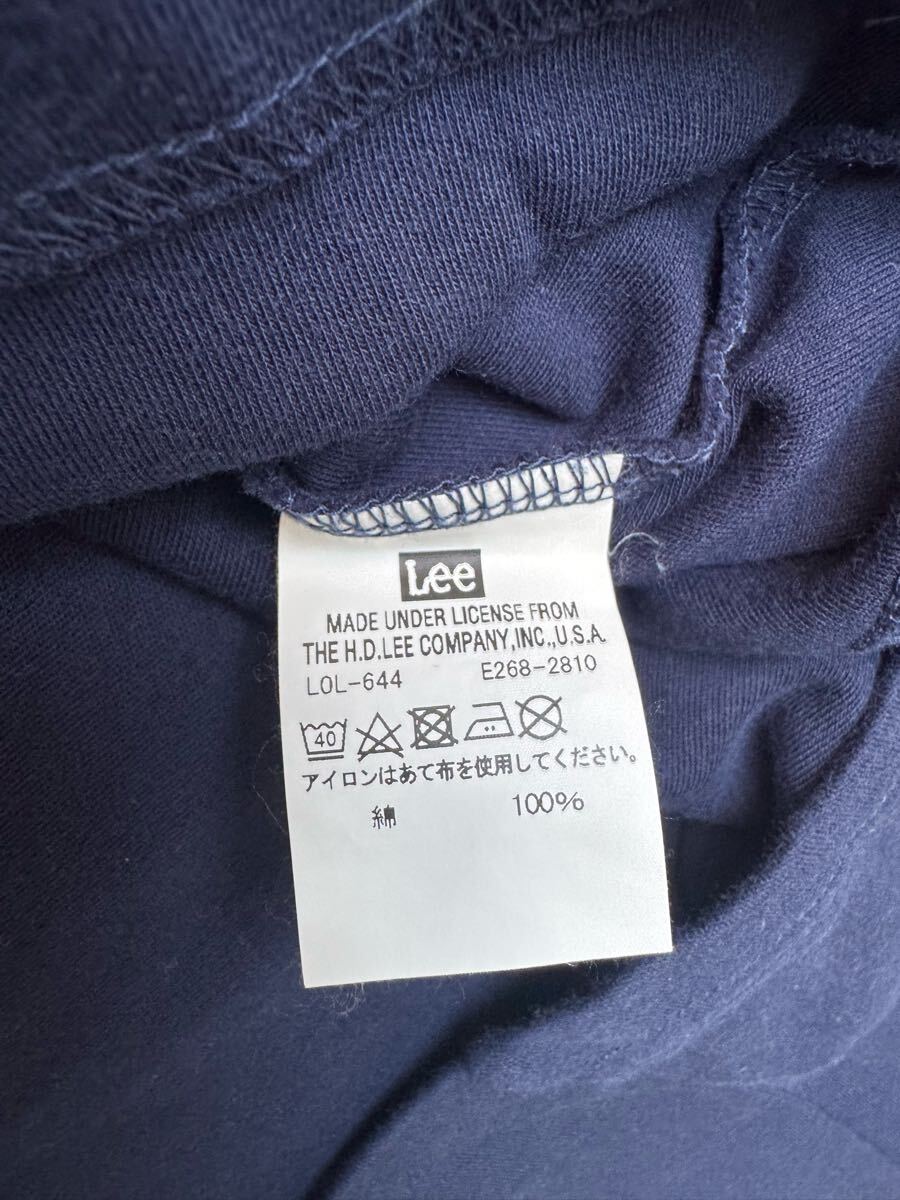 Lee
MADE UNDER LICENSE FROM
THE H.D.LEE COMPANY,INC.,U.S.A.
LOL-644 E268-2810
40
アイロンはあて布を使用してください。
綿 100%